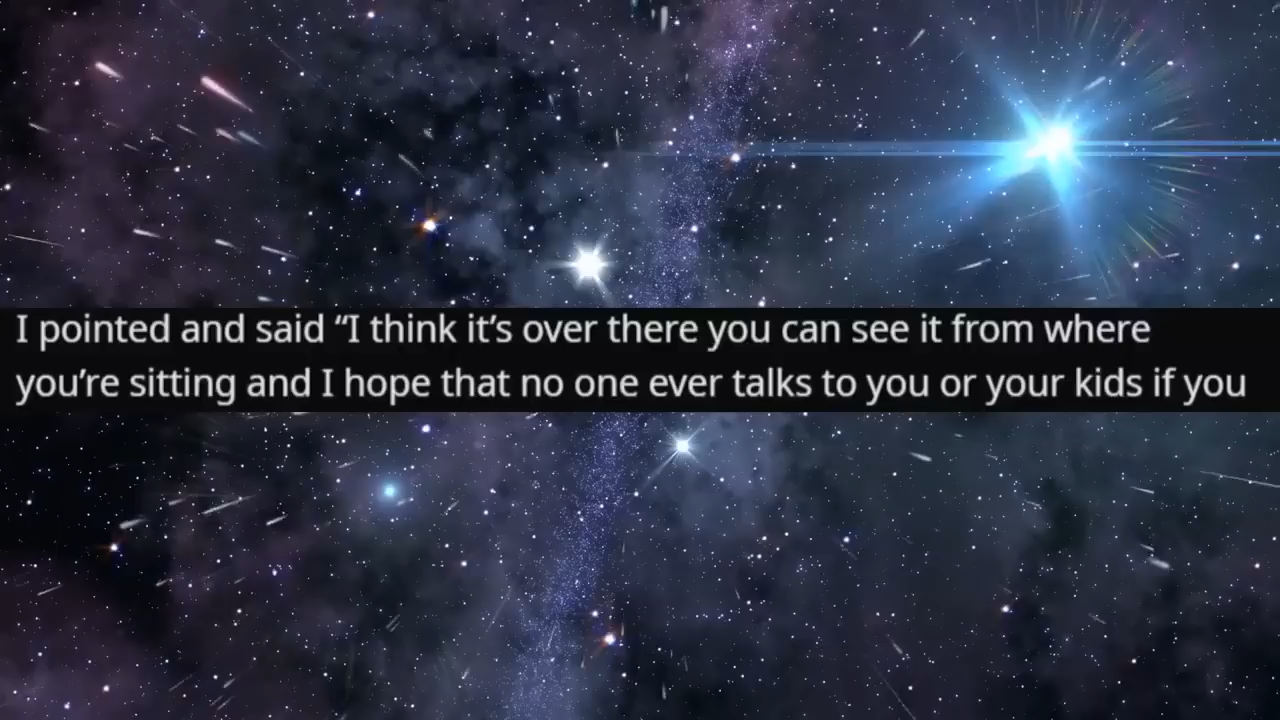 I pointed and said “I think it’s over there you can see it from where
you’re sitting and I hope that no one ever talks to you or your kids if you